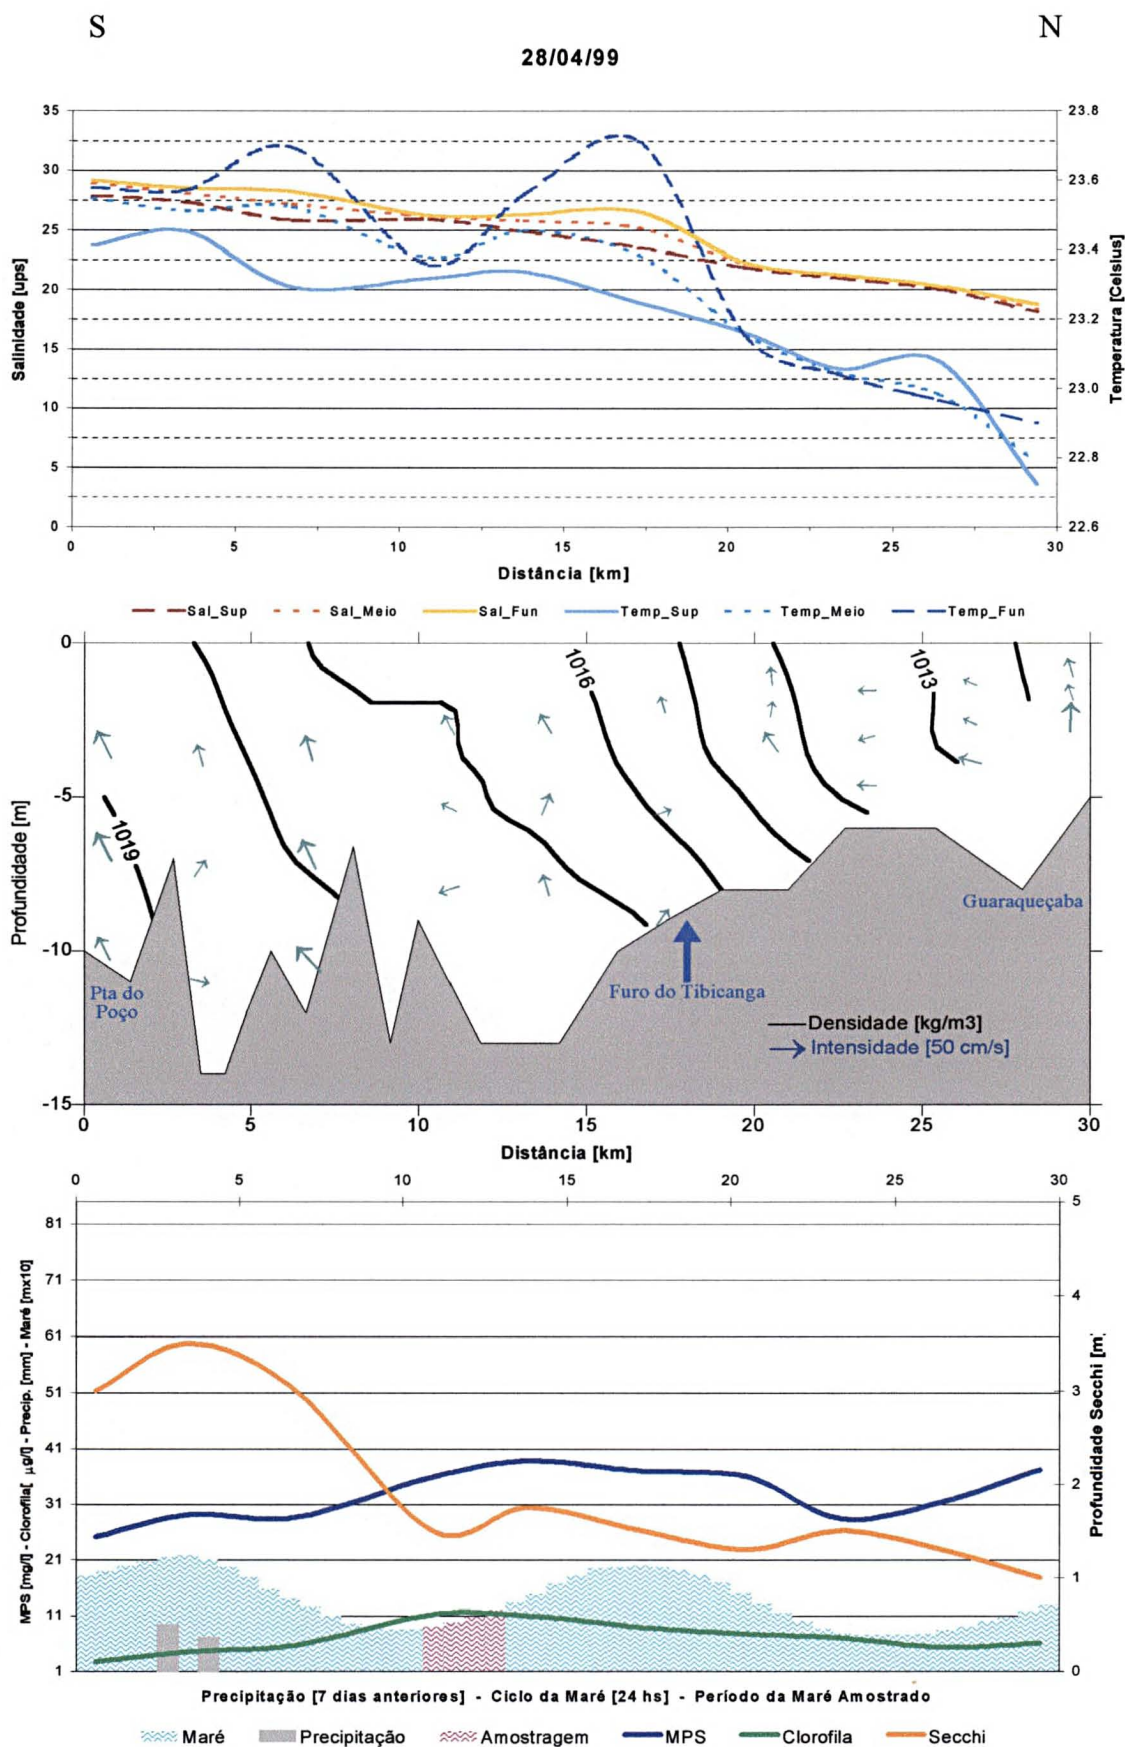 S N
28/04/99
Salinidade [ups]
35
30
25
20
15
10
5
0
Temperatura [Celsius]
23.8
23.6
23.4
23.2
23.0
22.8
22.6
0 5 10 15 20 25 30
Distância [km]
Sal_Sup Sal_Meio Sal_Fun Temp_Sup Temp_Meio Temp_Fun
Profundidade [m]
0
-5
-10
-15
1019
1016
1013
Guaraqueçaba
Pta do
Poço
Furo do Tibicanga
Densidade [kg/m3]
Intensidade [50 cm/s]
0 5 10 15 20 25 30
Distância [km]
0 5 10 15 20 25 30
MPS [mg/l] - Clorofila[ µg/l] - Precip. [mm] - Maré [mx10]
81
71
61
51
41
31
21
11
1
Profundidade Secchi [m]
5
4
3
2
1
0
Precipitação [7 dias anteriores] - Ciclo da Maré [24 hs] - Período da Maré Amostrado
Maré Precipitação Amostragem MPS Clorofila Secchi